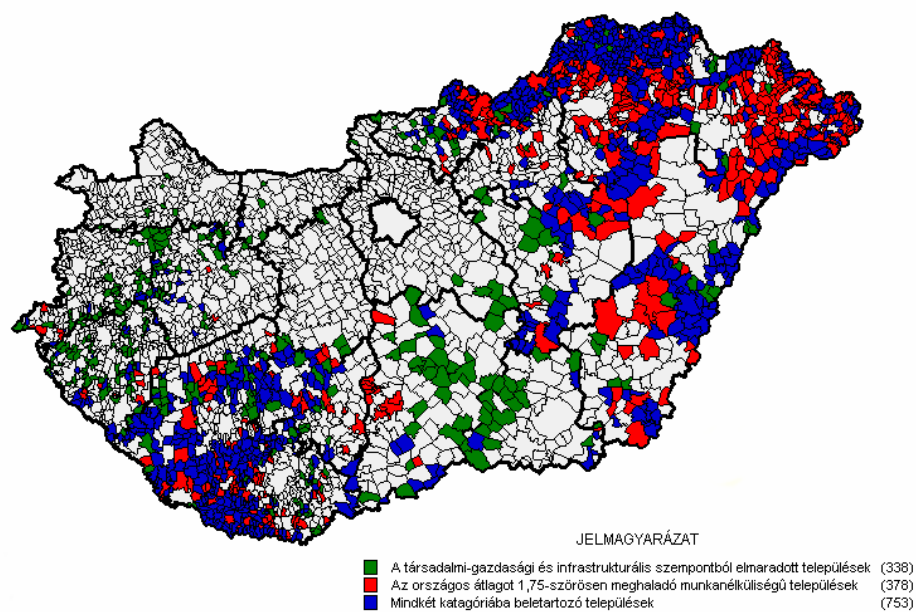 JELMAGYARÁZAT
A társadalmi-gazdasági és infrastrukturális szempontból elmaradott települések (338)
Az országos átlagot 1,75-szörösen meghaladó munkanélküliségű települések (378)
Mindkét katagóriába beletartozó települések (753)